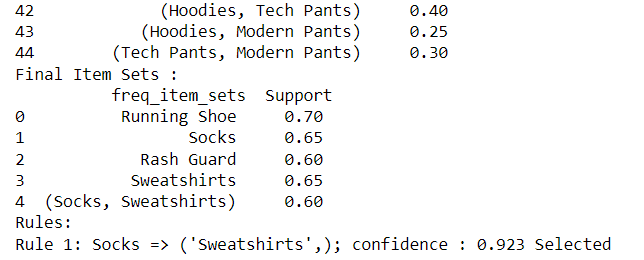 42 (Hoodies, Tech Pants) 0.40
43 (Hoodies, Modern Pants) 0.25
44 (Tech Pants, Modern Pants) 0.30
Final Item Sets :
freq_item_sets Support
0 Running Shoe 0.70
1 Socks 0.65
2 Rash Guard 0.60
3 Sweatshirts 0.65
4 (Socks, Sweatshirts) 0.60
Rules:
Rule 1: Socks => ('Sweatshirts',); confidence : 0.923 Selected